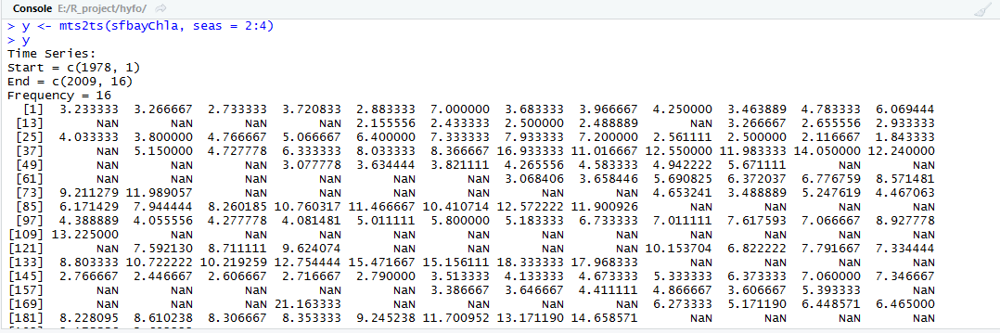 Console E:/R_project/hyfo/
> y <- mts2ts(sfbayChla, seas = 2:4)
> y
Time Series:
Start = c(1978, 1)
End = c(2009, 16)
Frequency = 16
[1] 3.233333 3.266667 2.733333 3.720833 2.883333 7.000000 3.683333 3.966667 4.250000 3.463889 4.783333 6.069444
[13] NaN NaN NaN NaN 2.155556 2.433333 2.500000 2.488889 NaN 3.266667 2.655556 2.933333
[25] 4.033333 3.800000 4.766667 5.066667 6.400000 7.333333 7.933333 7.200000 2.561111 2.500000 2.116667 1.843333
[37] NaN 5.150000 4.727778 6.333333 8.033333 8.366667 16.933333 11.016667 12.550000 11.983333 14.050000 12.240000
[49] NaN NaN NaN 3.077778 3.634444 3.821111 4.265556 4.583333 4.942222 5.671111 NaN NaN
[61] NaN NaN NaN NaN NaN NaN 3.068406 3.658446 5.690825 6.372037 6.776759 8.571481
[73] 9.211279 11.989057 NaN NaN NaN NaN NaN NaN 4.653241 3.488889 5.247619 4.467063
[85] 6.171429 7.944444 8.260185 10.760317 11.466667 10.410714 12.572222 11.900926 NaN NaN NaN NaN
[97] 4.388889 4.055556 4.277778 4.081481 5.011111 5.800000 5.183333 6.733333 7.011111 7.617593 7.066667 8.927778
[109] 13.225000 NaN NaN NaN NaN NaN NaN NaN NaN NaN NaN NaN
[121] NaN 7.592130 8.711111 9.624074 NaN NaN NaN NaN 10.153704 6.822222 7.791667 7.334444
[133] 8.803333 10.722222 10.219259 12.754444 15.471667 15.156111 18.333333 17.968333 NaN NaN NaN NaN
[145] 2.766667 2.446667 2.606667 2.716667 2.790000 3.513333 4.133333 4.673333 5.333333 6.373333 7.060000 7.346667
[157] NaN NaN NaN NaN NaN 3.386667 3.646667 4.411111 4.866667 3.606667 5.393333 NaN
[169] NaN NaN NaN 21.163333 NaN NaN NaN NaN 6.273333 5.171190 6.448571 6.465000
[181] 8.228095 8.610238 8.306667 8.353333 9.245238 11.700952 13.171190 14.658571 NaN NaN NaN NaN